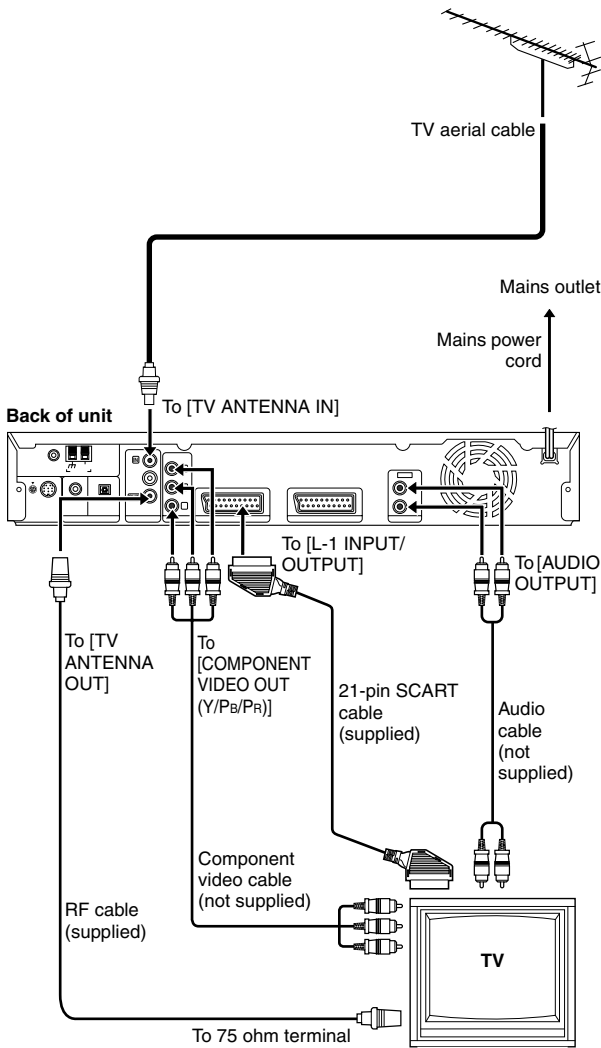 TV aerial cable
Mains outlet
Mains power
cord
To [TV ANTENNA IN]
Back of unit
To [L-1 INPUT/
OUTPUT]
To [AUDIO
OUTPUT]
To [TV
ANTENNA
OUT]
To
[COMPONENT
VIDEO OUT
(Y/PB/PR)]
21-pin SCART
cable
(supplied)
Audio
cable
(not
supplied)
Component
video cable
(not supplied)
RF cable
(supplied)
TV
To 75 ohm terminal